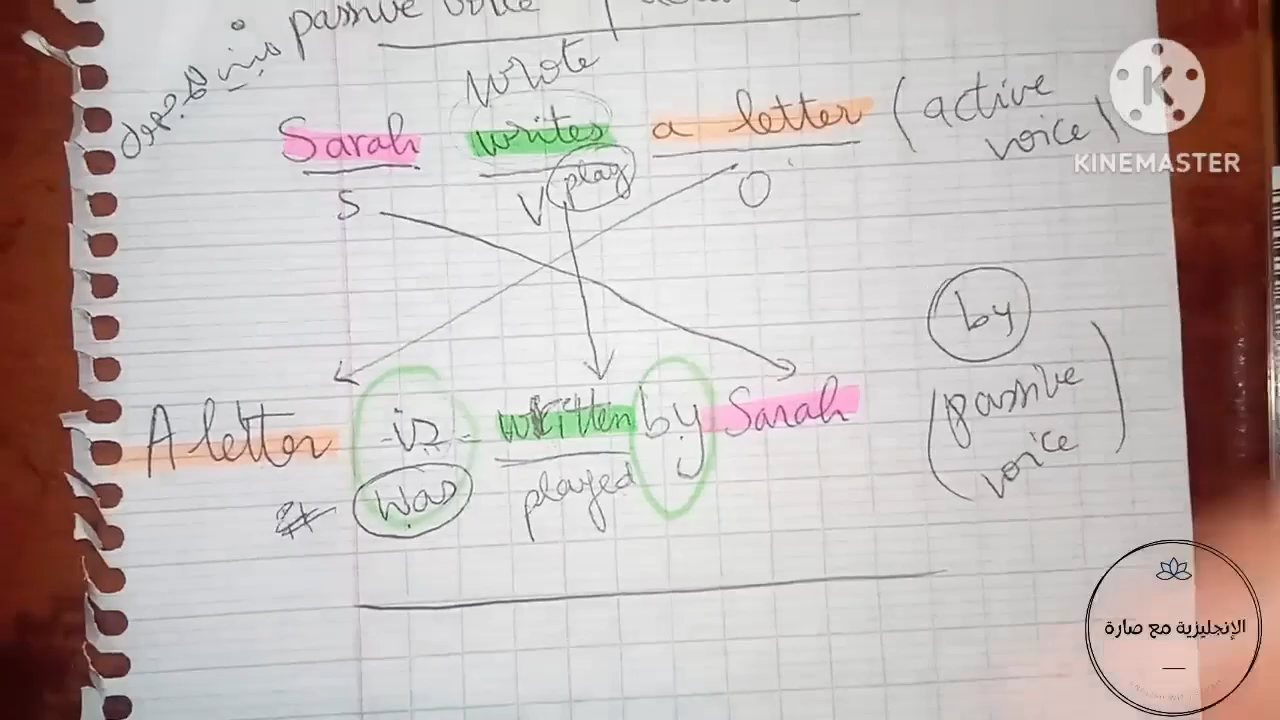 passive voice
مبني للمجهول
wrote
Sarah writes a letter (active voice)
S V play O
by
A letter is written by Sarah (passive voice)
was played
KINEMASTER
الإنجليزية مع صارة